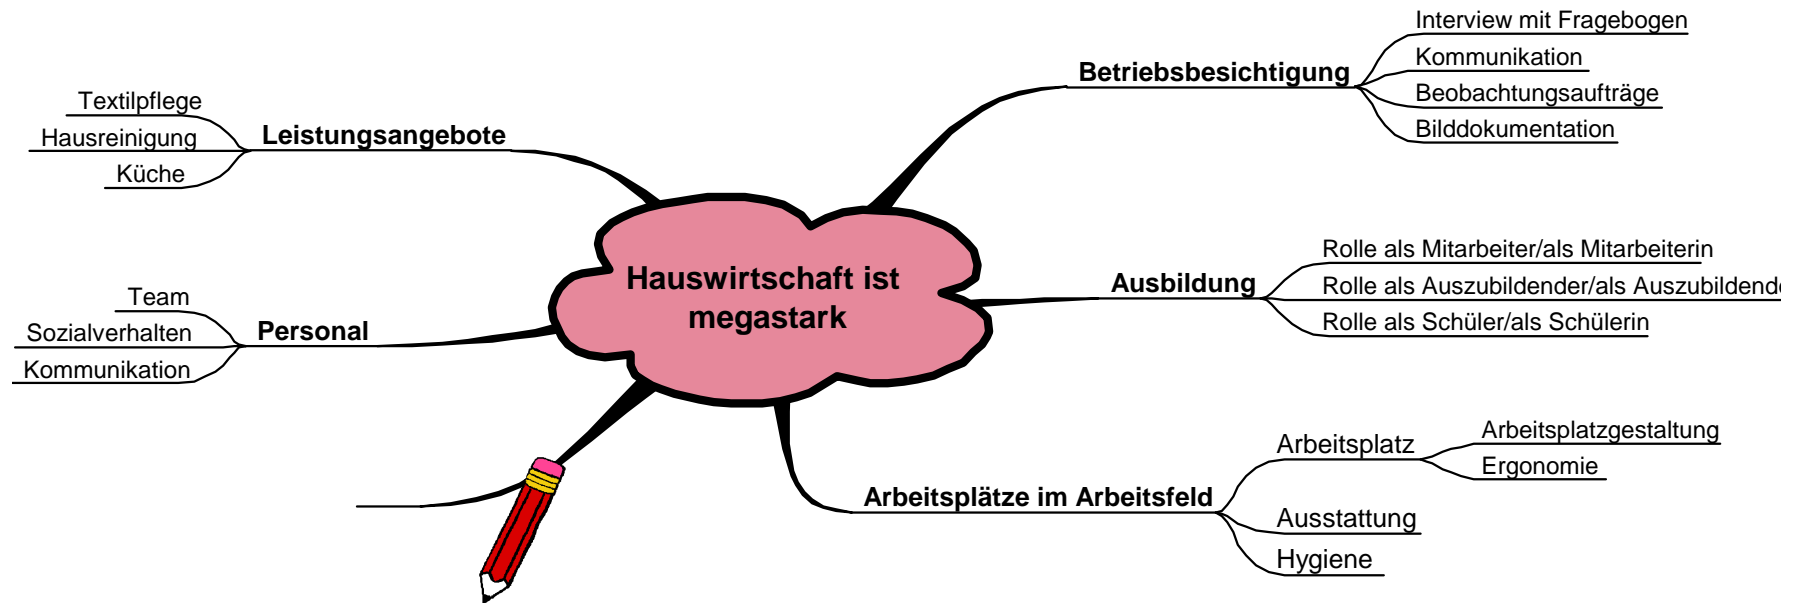 Hauswirtschaft ist
megastark
Betriebsbesichtigung
Interview mit Fragebogen
Kommunikation
Beobachtungsaufträge
Bilddokumentation
Ausbildung
Rolle als Mitarbeiter/als Mitarbeiterin
Rolle als Auszubildender/als Auszubildende
Rolle als Schüler/als Schülerin
Arbeitsplätze im Arbeitsfeld
Arbeitsplatz
Arbeitsplatzgestaltung
Ergonomie
Ausstattung
Hygiene
Leistungsangebote
Textilpflege
Hausreinigung
Küche
Personal
Team
Sozialverhalten
Kommunikation